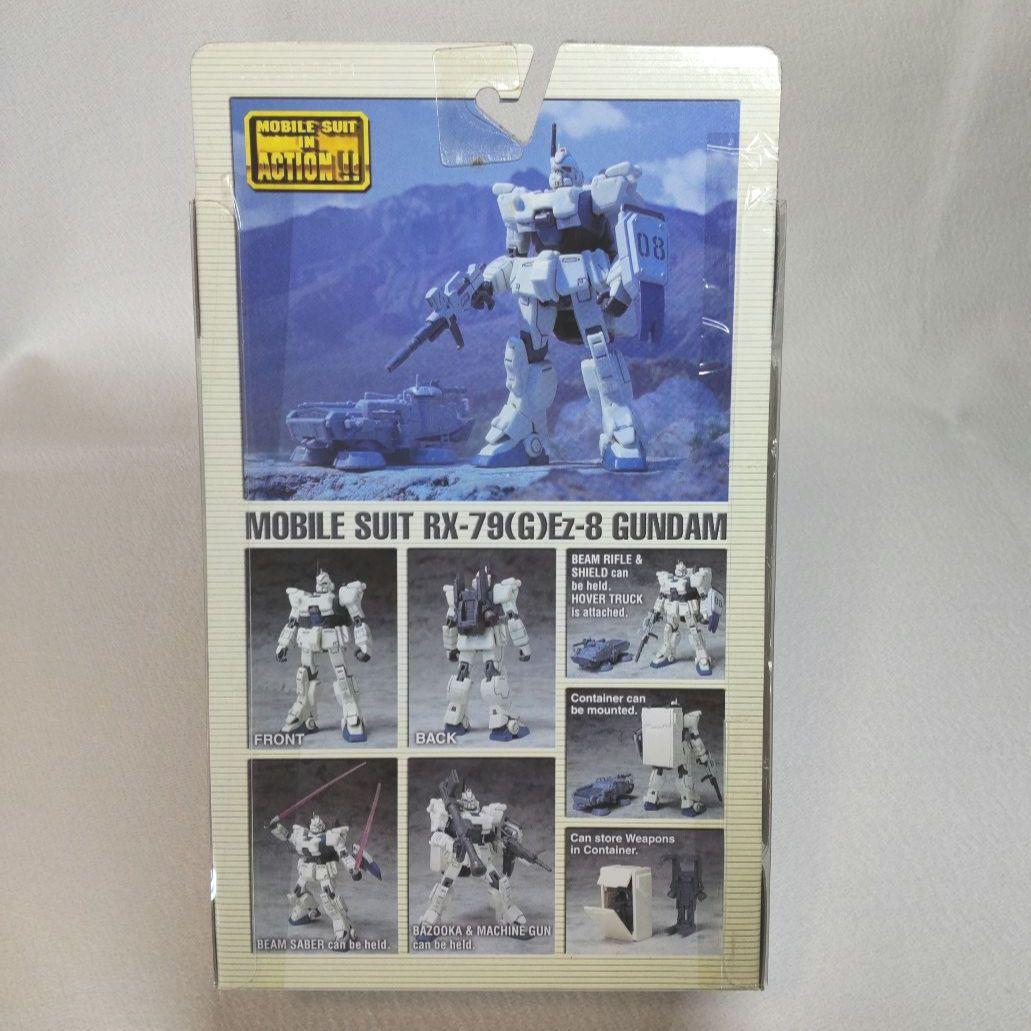 MOBILE SUIT
IN
ACTION!!
08
MOBILE SUIT RX-79(G)Ez-8 GUNDAM
FRONT
BACK
BEAM RIFLE &
SHIELD can
be held.
HOVER TRUCK
is attached.
08
Container can
be mounted.
BEAM SABER can be held.
BAZOOKA & MACHINE GUN
can be held.
Can store Weapons
in Container.